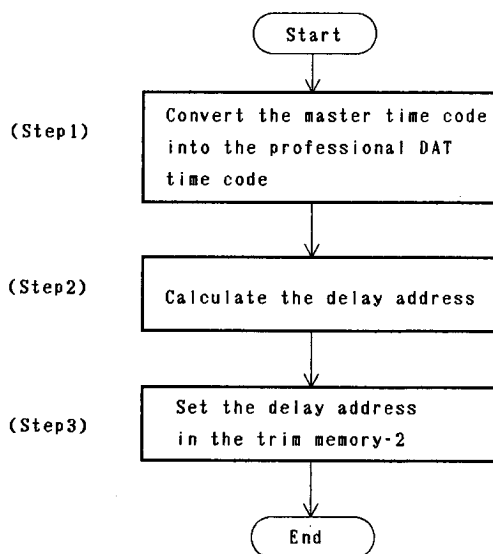 Start
(Step1)
Convert the master time code
into the professional DAT
time code
(Step2)
Calculate the delay address
(Step3)
Set the delay address
in the trim memory-2
End